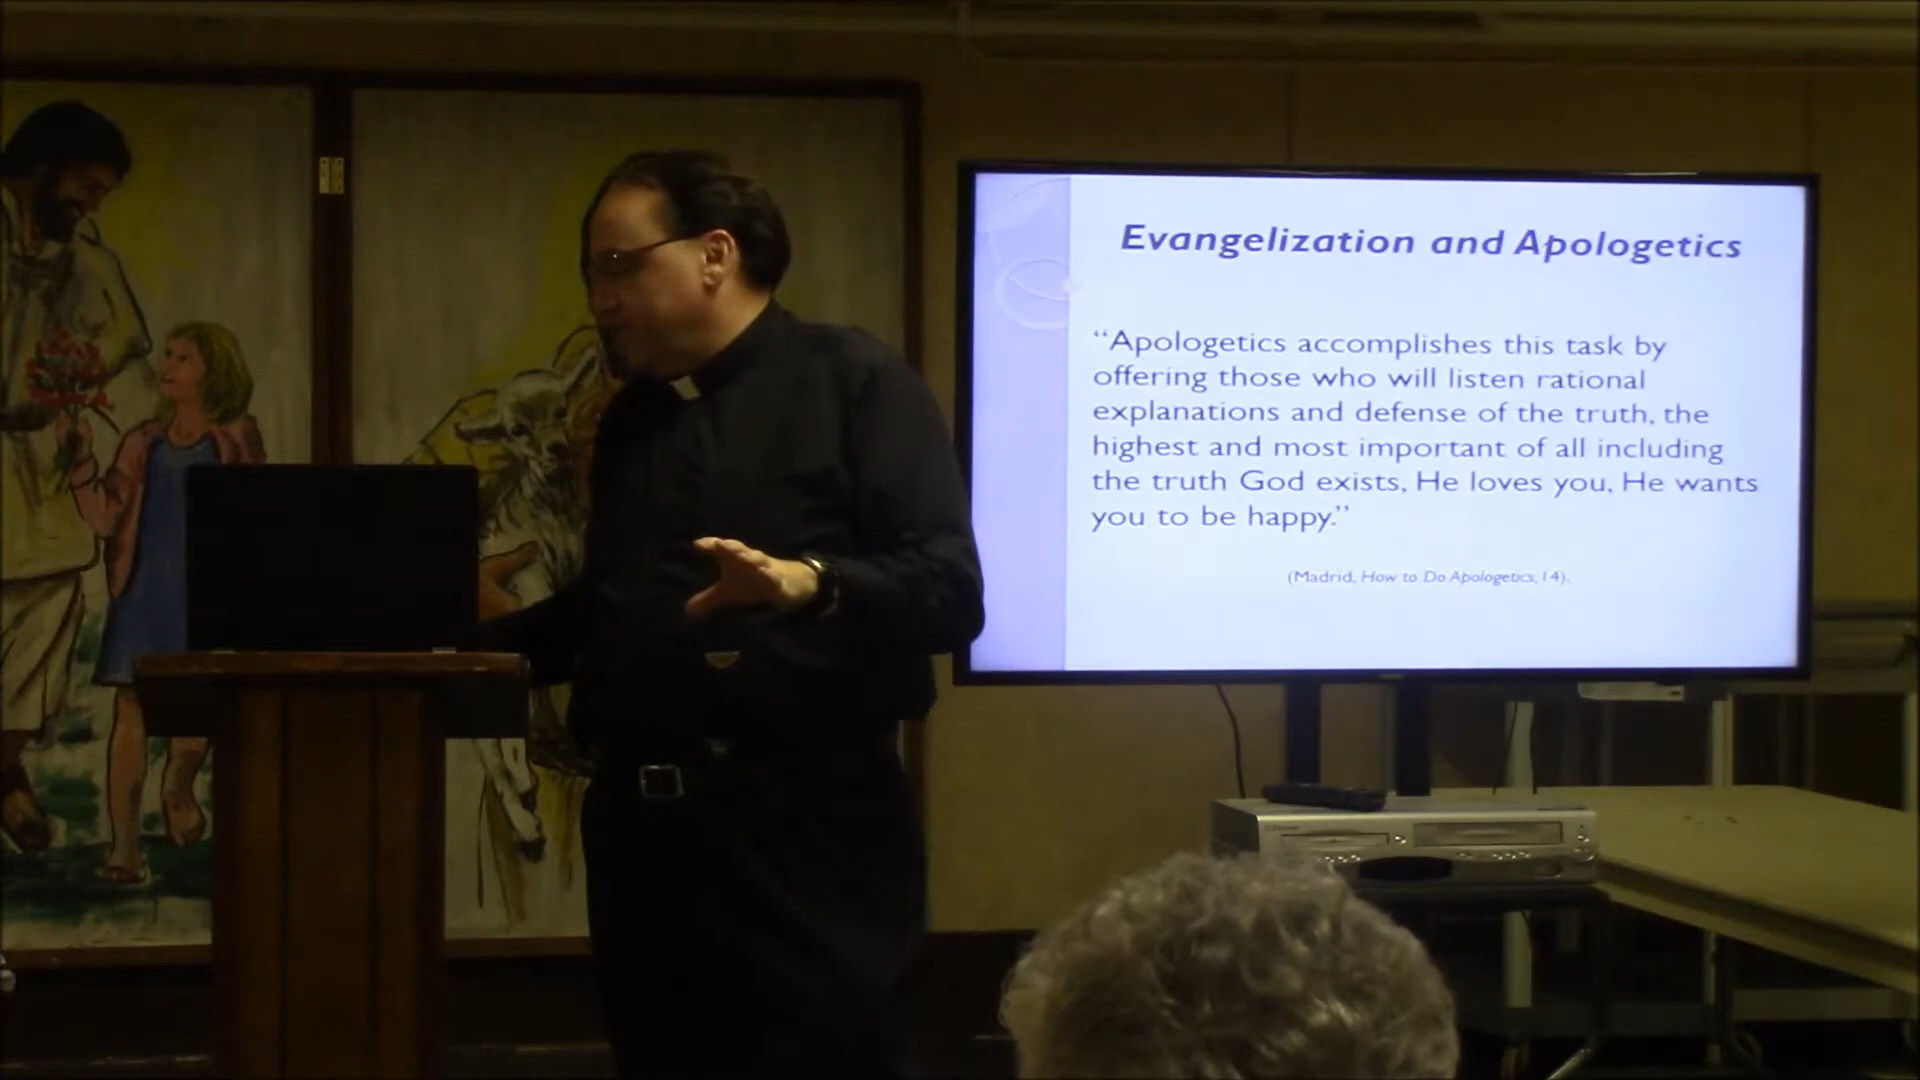 Evangelization and Apologetics
“Apologetics accomplishes this task by
offering those who will listen rational
explanations and defense of the truth, the
highest and most important of all including
the truth God exists, He loves you, He wants
you to be happy.”
(Madrid, How to Do Apologetics, 14).